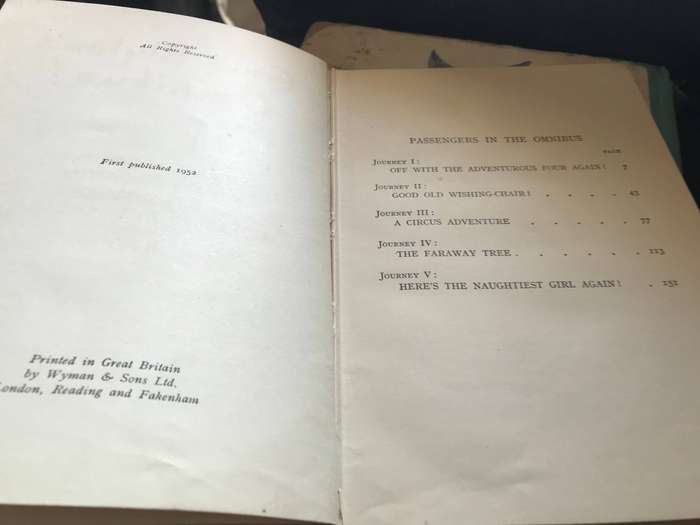 Copyright
All Rights Reserved
First published 1952
Printed in Great Britain
by Wyman & Sons Ltd.
London, Reading and Fakenham
PASSENGERS IN THE OMNIBUS
PAGE
JOURNEY I:
OFF WITH THE ADVENTUROUS FOUR AGAIN! 7
JOURNEY II:
GOOD OLD WISHING-CHAIR! . . . . 43
JOURNEY III:
A CIRCUS ADVENTURE . . . . . 77
JOURNEY IV:
THE FARAWAY TREE . . . . . . 123
JOURNEY V:
HERE'S THE NAUGHTIEST GIRL AGAIN! . 152